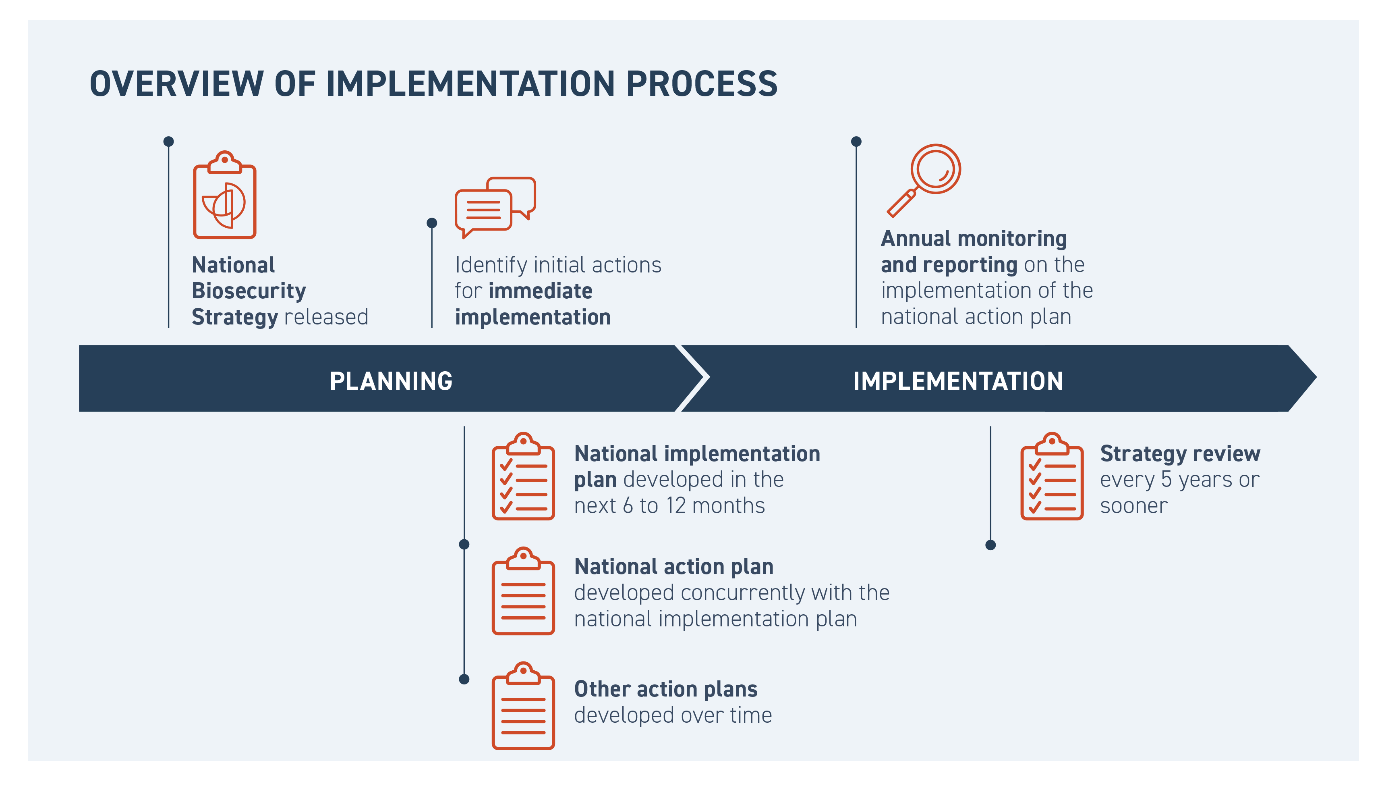 OVERVIEW OF IMPLEMENTATION PROCESS
National
Biosecurity
Strategy released
Identify initial actions
for immediate
implementation
Annual monitoring
and reporting on the
implementation of the
national action plan
PLANNING
IMPLEMENTATION
National implementation
plan developed in the
next 6 to 12 months
National action plan
developed concurrently with the
national implementation plan
Other action plans
developed over time
Strategy review
every 5 years or
sooner